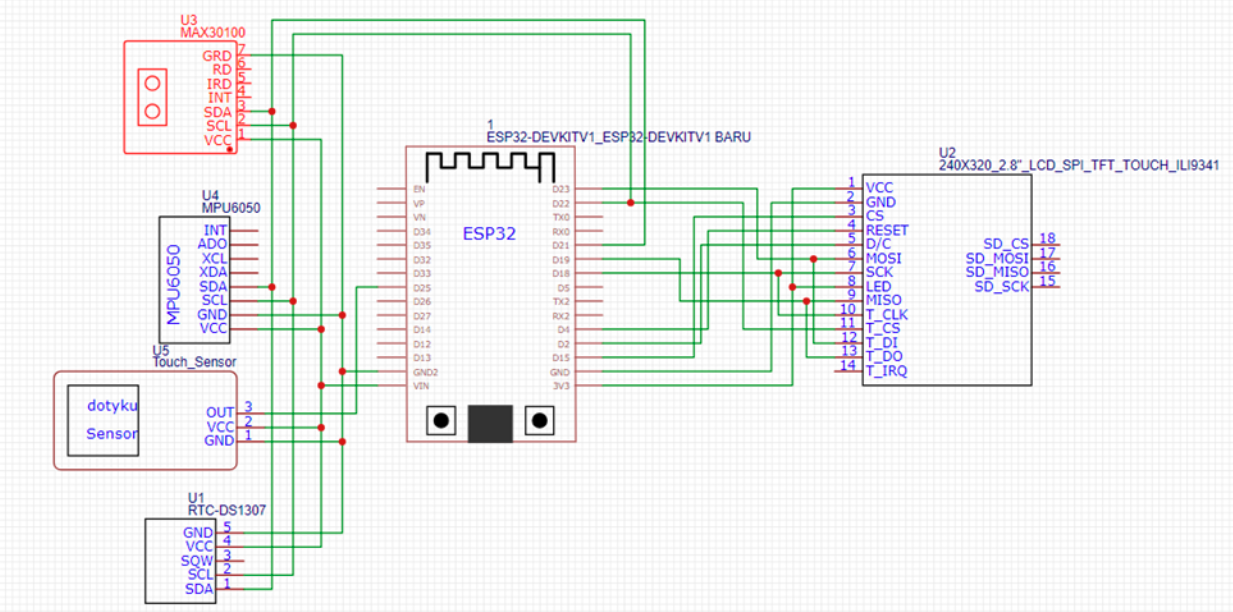 U3
MAX30100
GRD 7
RD 6
IRD 5
INT 4
SDA 3
SCL 2
VCC 1
U4
MPU6050
MPU6050
INT
ADO
XCL
XDA
SDA
SCL
GND
VCC
U5
Touch_Sensor
dotyku
Sensor
OUT 3
VCC 2
GND 1
U1
RTC-DS1307
GND 5
VCC 4
SQW 3
SCL 2
SDA 1
1
ESP32-DEVKITV1_ESP32-DEVKITV1 BARU
ESP32
EN D23
VP D22
VN TX0
D34 RX0
D35 D21
D32 D19
D33 D18
D25 D5
D26 TX2
D27 RX2
D14 D4
D12 D2
D13 D15
GND2 GND
VIN 3V3
U2
240X320_2.8"_LCD_SPI_TFT_TOUCH_ILI9341
1 VCC
2 GND
3 CS
4 RESET
5 D/C
6 MOSI
7 SCK
8 LED
9 MISO
10 T_CLK
11 T_CS
12 T_DI
13 T_DO
14 T_IRQ
SD_CS 18
SD_MOSI 17
SD_MISO 16
SD_SCK 15